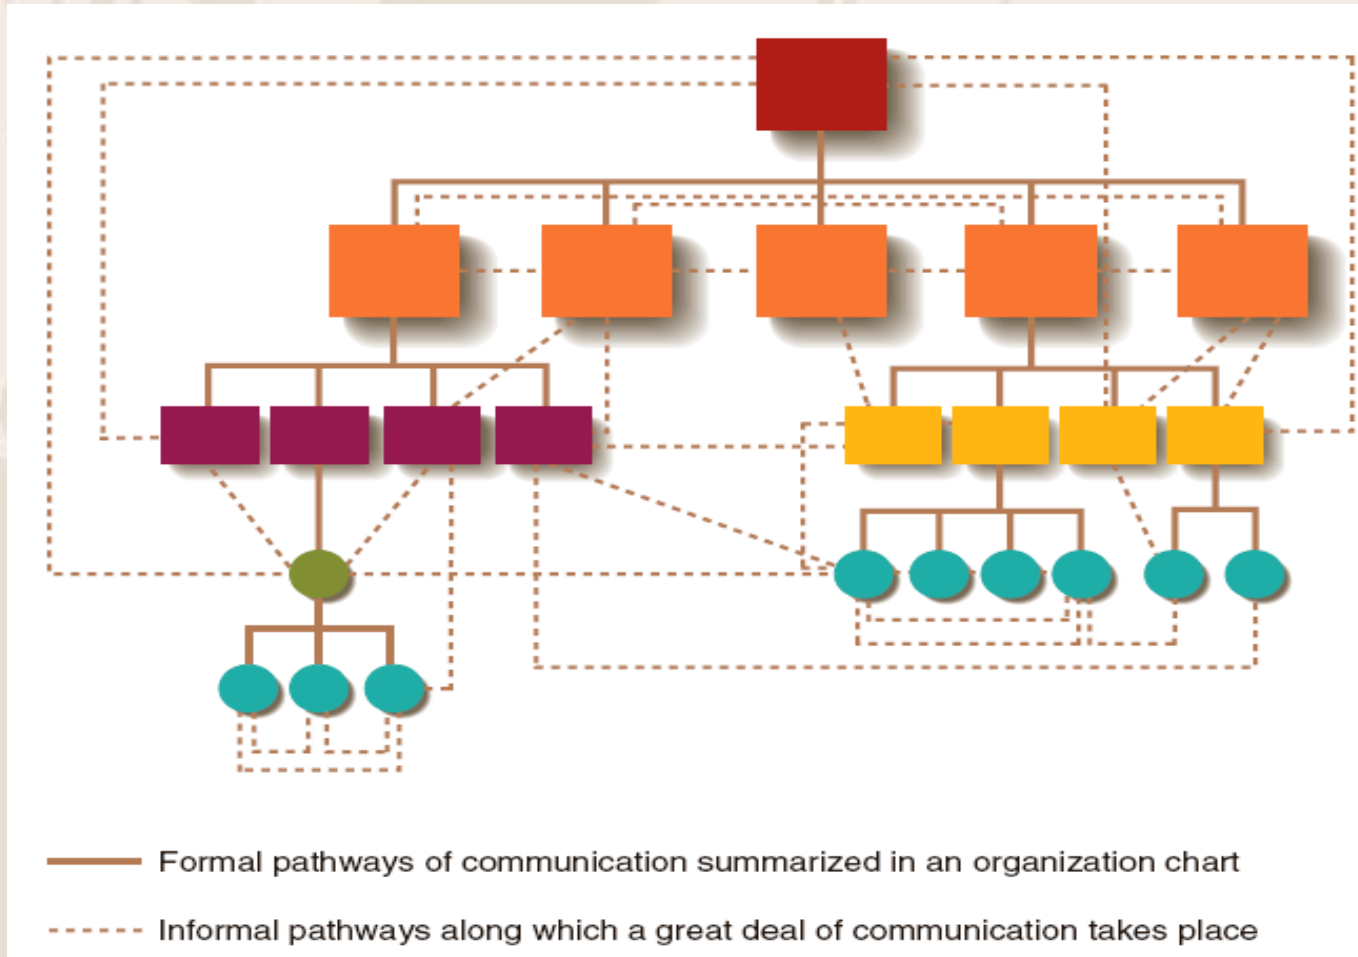 Formal pathways of communication summarized in an organization chart
Informal pathways along which a great deal of communication takes place